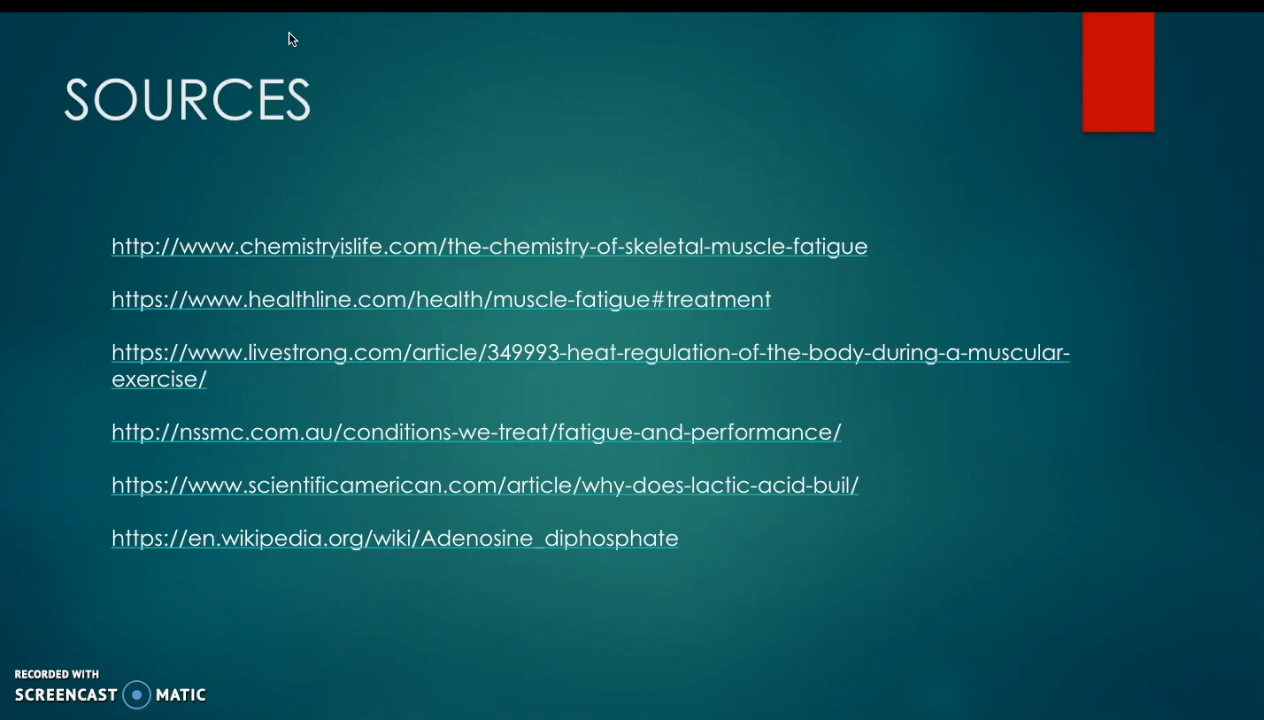 SOURCES
http://www.chemistryislife.com/the-chemistry-of-skeletal-muscle-fatigue
https://www.healthline.com/health/muscle-fatigue#treatment
https://www.livestrong.com/article/349993-heat-regulation-of-the-body-during-a-muscular-
exercise/
http://nssmc.com.au/conditions-we-treat/fatigue-and-performance/
https://www.scientificamerican.com/article/why-does-lactic-acid-buil/
https://en.wikipedia.org/wiki/Adenosine_diphosphate
RECORDED WITH
SCREENCAST MATIC